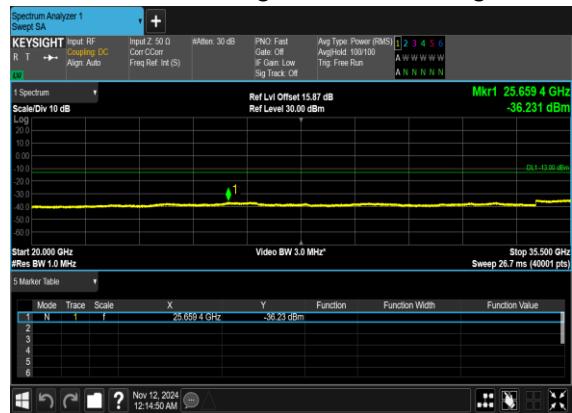 Spectrum Analyzer 1
Swept SA
KEYSIGHT Input: RF Input Z: 50 Ω #Atten: 30 dB PNO: Fast Avg Type: Power (RMS) 1 2 3 4 5 6
R T Coupling: DC Corr CCorr Gate: Off Avg|Hold: 100/100 A W W W W W
Align: Auto Freq Ref: Int (S) IF Gain: Low Trig: Free Run
Sig Track: Off A N N N N N
LXI
1 Spectrum Ref Lvl Offset 15.87 dB Mkr1 25.659 4 GHz
Scale/Div 10 dB Ref Level 30.00 dBm -36.231 dBm
Log
20.0
10.0
0.00
-10.0
DL1 -13.00 dBm
-20.0
1
-30.0
-40.0
-50.0
-60.0
Start 20.000 GHz Video BW 3.0 MHz* Stop 35.500 GHz
#Res BW 1.0 MHz Sweep 26.7 ms (40001 pts)
5 Marker Table
Mode Trace Scale X Y Function Function Width Function Value
1 N 1 f 25.659 4 GHz -36.23 dBm
2
3
4
5
6
? Nov 12, 2024
12:14:50 AM